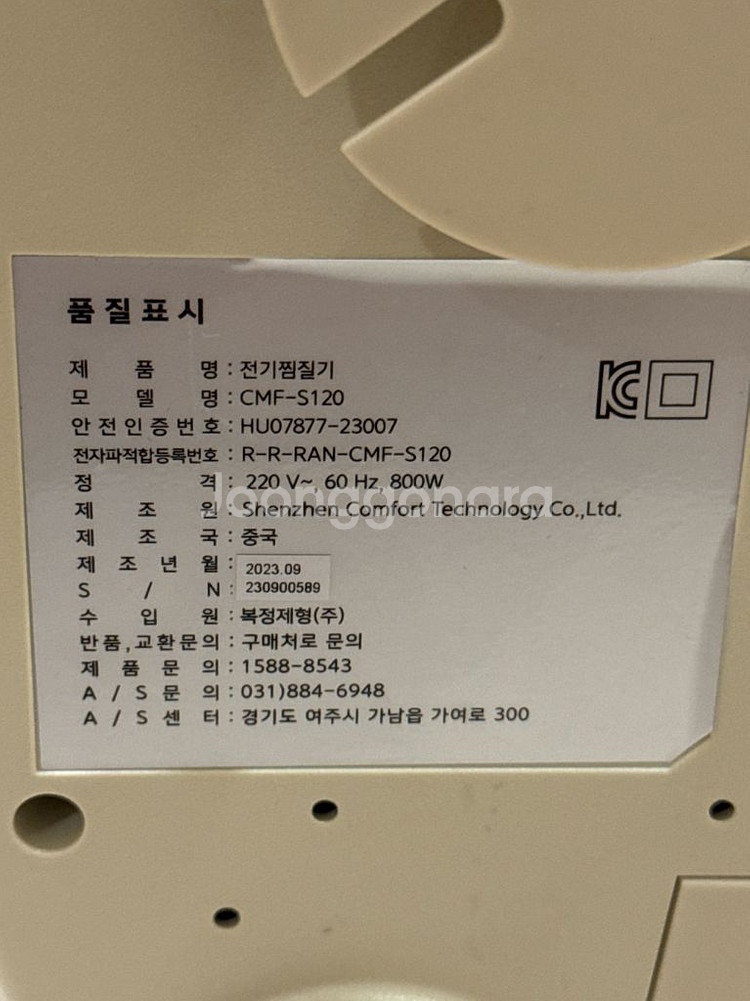 품질표시
제품명 : 전기찜질기
모델명 : CMF-S120
안전인증번호 : HU07877-23007
전자파적합등록번호 : R-R-RAN-CMF-S120
정격 : 220 V~, 60 Hz, 800W
Joonggonara
제조원 : Shenzhen Comfort Technology Co.,Ltd.
제조국 : 중국
제조년월 : 2023.09
S/N : 230900589
수입원 : 복정제형(주)
반품,교환문의 : 구매처로 문의
제품문의 : 1588-8543
A/S문의 : 031)884-6948
A/S센터 : 경기도 여주시 가남읍 가여로 300